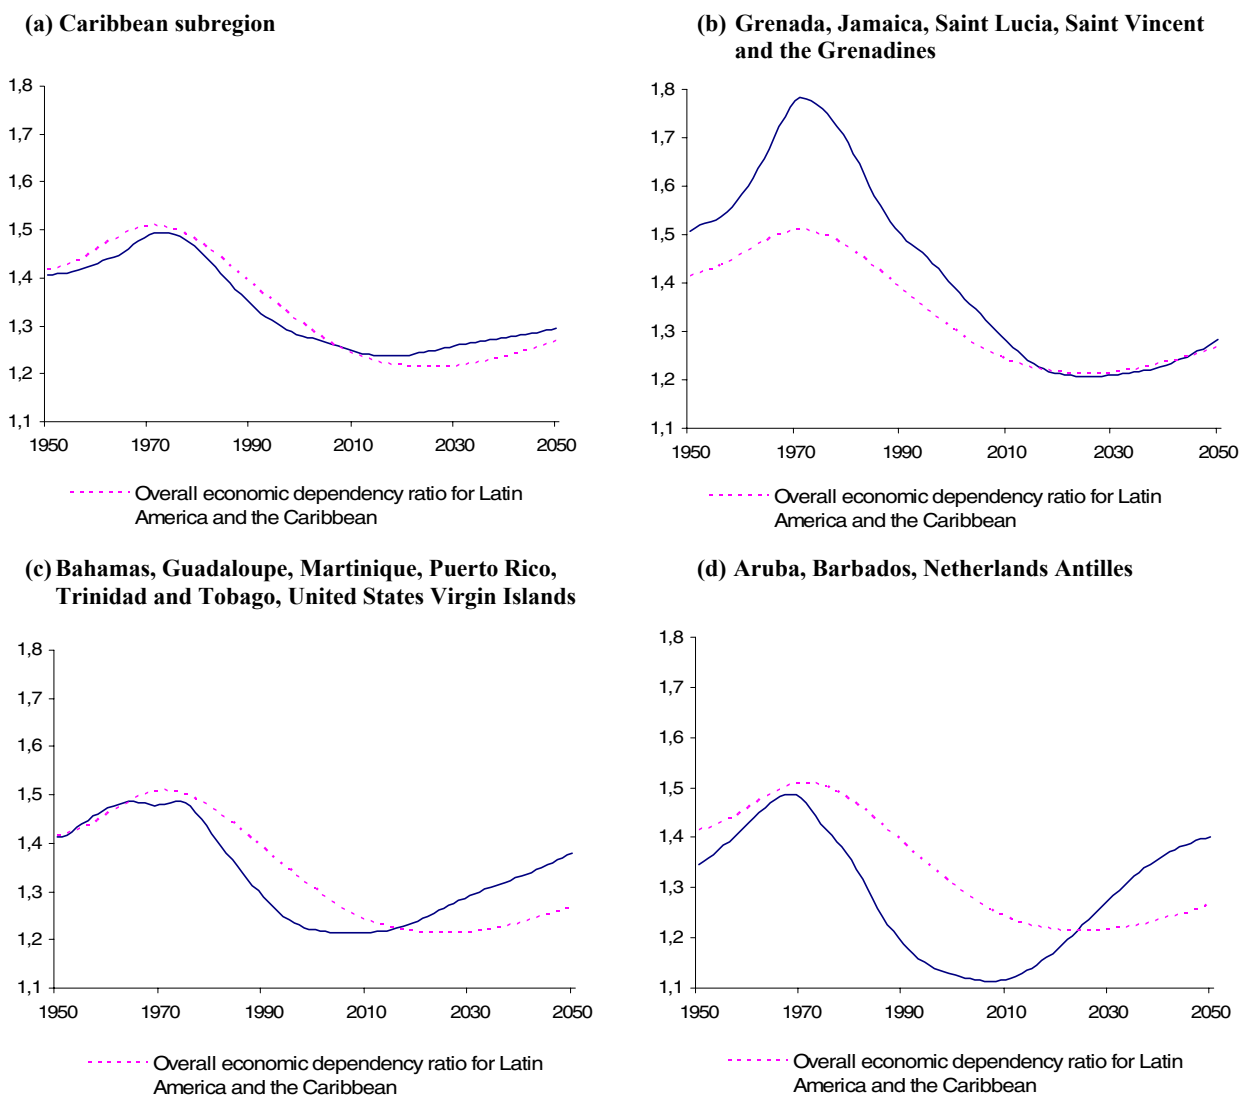 (a) Caribbean subregion
1,8
1,7
1,6
1,5
1,4
1,3
1,2
1,1
1950 1970 1990 2010 2030 2050
Overall economic dependency ratio for Latin
America and the Caribbean
(b) Grenada, Jamaica, Saint Lucia, Saint Vincent
and the Grenadines
1,8
1,7
1,6
1,5
1,4
1,3
1,2
1,1
1950 1970 1990 2010 2030 2050
Overall economic dependency ratio for Latin
America and the Caribbean
(c) Bahamas, Guadaloupe, Martinique, Puerto Rico,
Trinidad and Tobago, United States Virgin Islands
1,8
1,7
1,6
1,5
1,4
1,3
1,2
1,1
1950 1970 1990 2010 2030 2050
Overall economic dependency ratio for Latin
America and the Caribbean
(d) Aruba, Barbados, Netherlands Antilles
1,8
1,7
1,6
1,5
1,4
1,3
1,2
1,1
1950 1970 1990 2010 2030 2050
Overall economic dependency ratio for Latin
America and the Caribbean